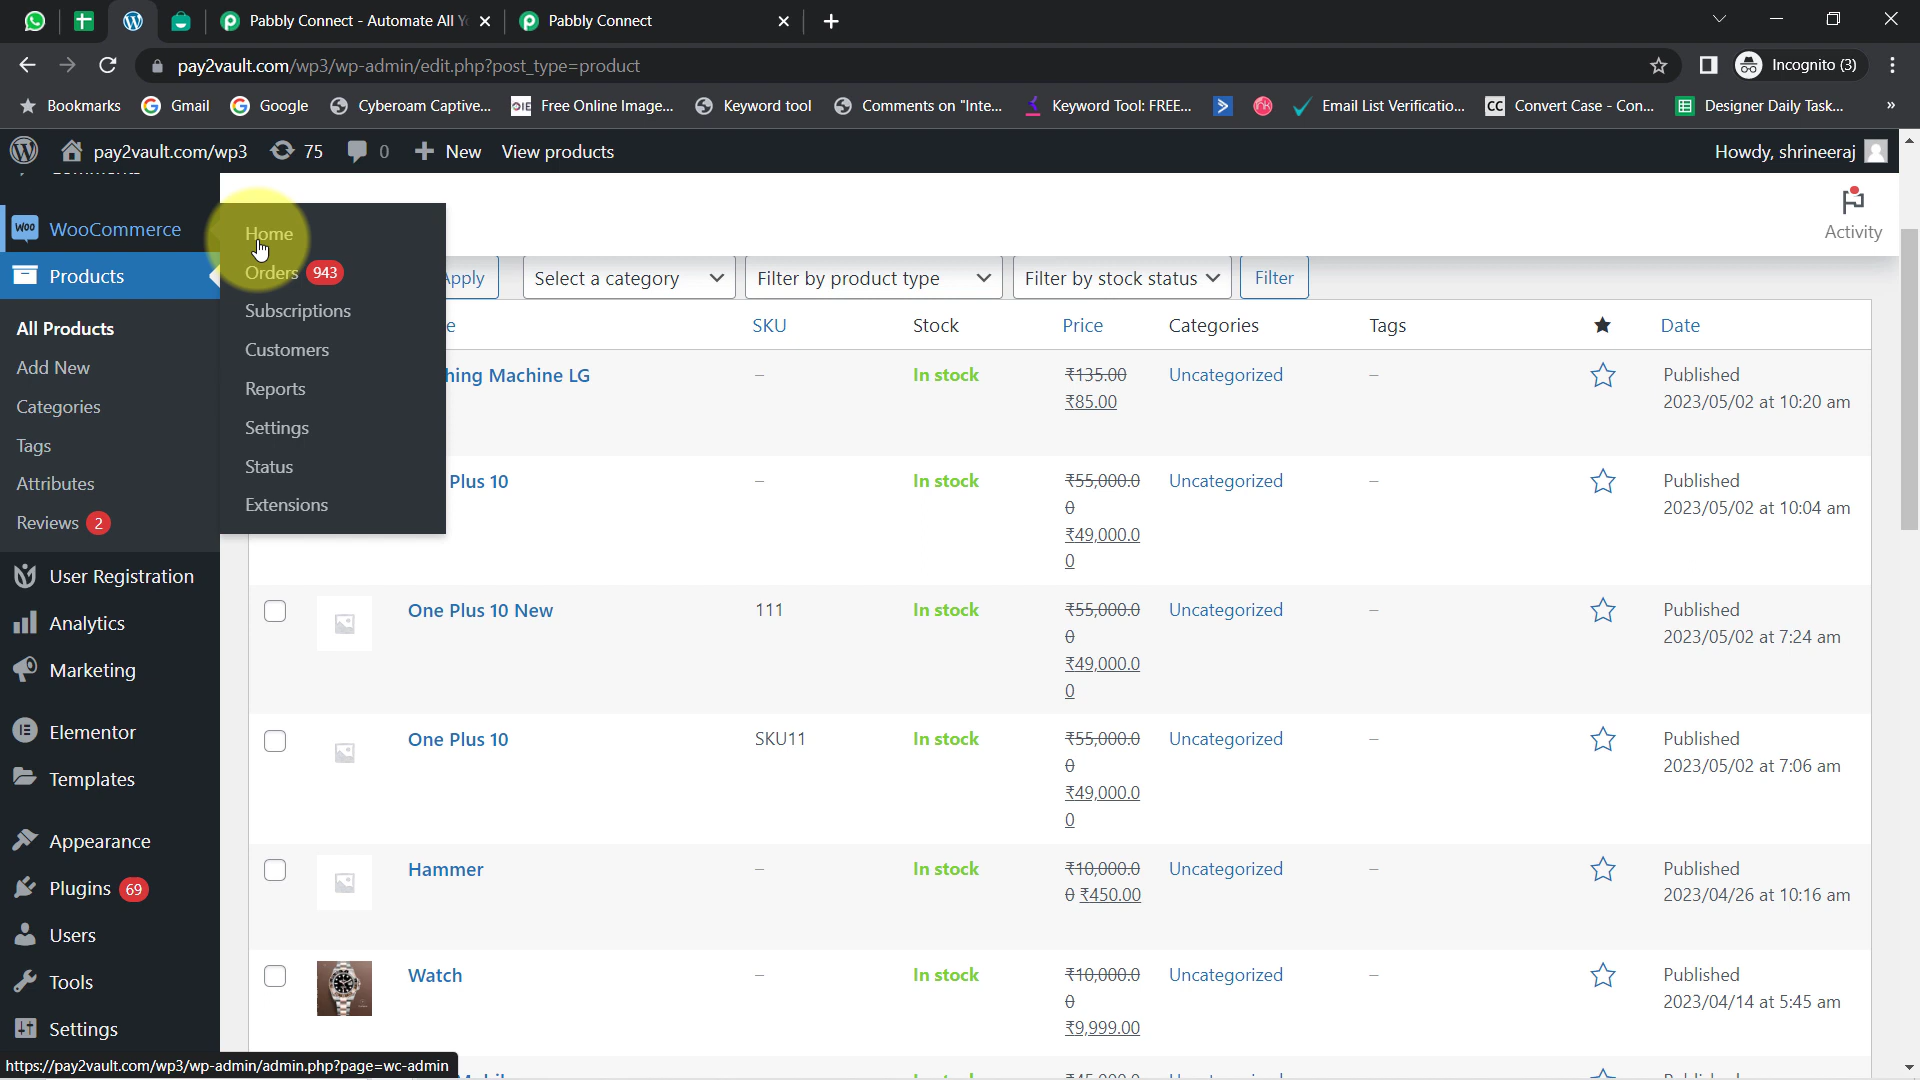 Pabbly Connect - Automate All Y
Pabbly Connect
pay2vault.com/wp3/wp-admin/edit.php?post_type=product
Incognito (3)
Bookmarks
Gmail
Google
Cyberoam Captive...
Free Online Image...
Keyword tool
Comments on "Inte...
Keyword Tool: FREE...
Email List Verificatio...
CC Convert Case - Con...
Designer Daily Task...
»
pay2vault.com/wp3
75
0
New
View products
Howdy, shrineeraj
Activity
Woo WooCommerce
Products
All Products
Add New
Categories
Tags
Attributes
Reviews 2
User Registration
Analytics
Marketing
Elementor
Templates
Appearance
Plugins 69
Users
Tools
Settings
Home
Orders 943
Subscriptions
Customers
Reports
Settings
Status
Extensions
pply
Select a category
Filter by product type
Filter by stock status
Filter
e SKU Stock Price Categories Tags Date
hing Machine LG – In stock ₹135.00 Uncategorized – Published
₹85.00 2023/05/02 at 10:20 am
Plus 10 – In stock ₹55,000.0 Uncategorized – Published
0 2023/05/02 at 10:04 am
₹49,000.0
0
One Plus 10 New 111 In stock ₹55,000.0 Uncategorized – Published
0 2023/05/02 at 7:24 am
₹49,000.0
0
One Plus 10 SKU11 In stock ₹55,000.0 Uncategorized – Published
0 2023/05/02 at 7:06 am
₹49,000.0
0
Hammer – In stock ₹10,000.0 Uncategorized – Published
0 ₹450.00 2023/04/26 at 10:16 am
Watch – In stock ₹10,000.0 Uncategorized – Published
0 2023/04/14 at 5:45 am
₹9,999.00
https://pay2vault.com/wp3/wp-admin/admin.php?page=wc-admin